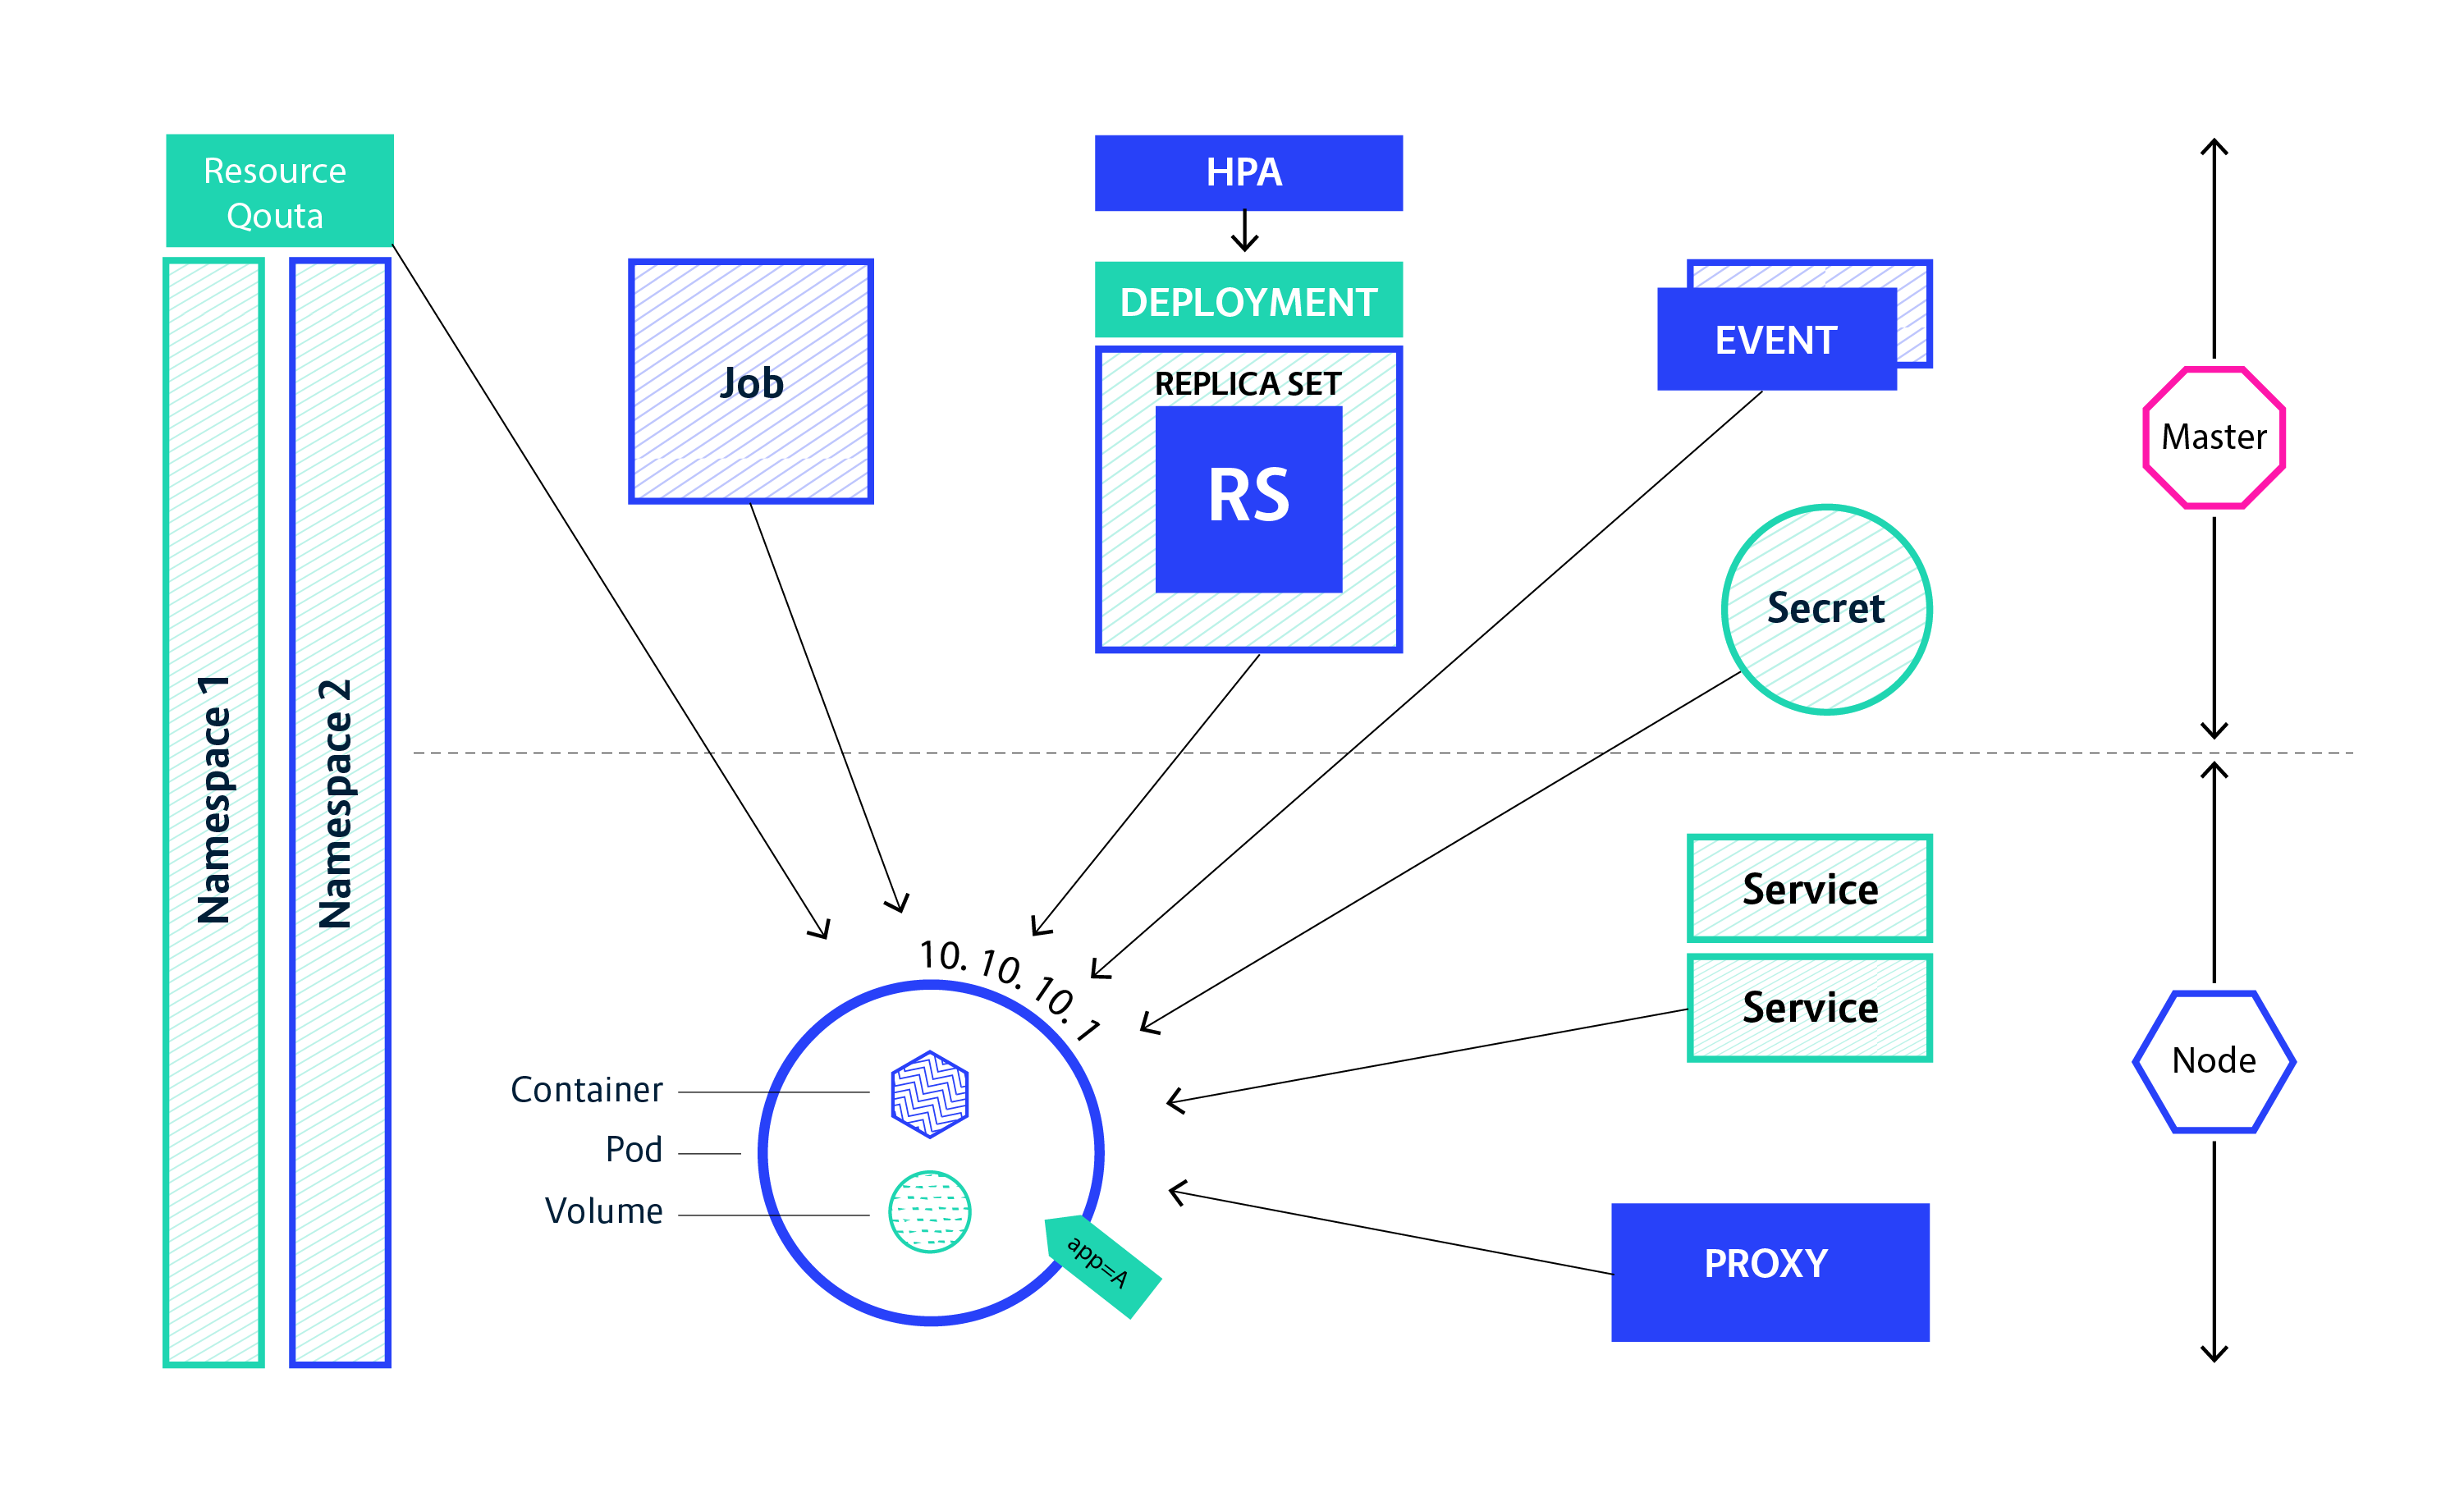 Resource
Qouta
Namespace 1
Namespace 2
Job
HPA
DEPLOYMENT
REPLICA SET
RS
EVENT
Secret
Master
10. 10. 10. 1
Container
Pod
Volume
app=A
Service
Service
PROXY
Node